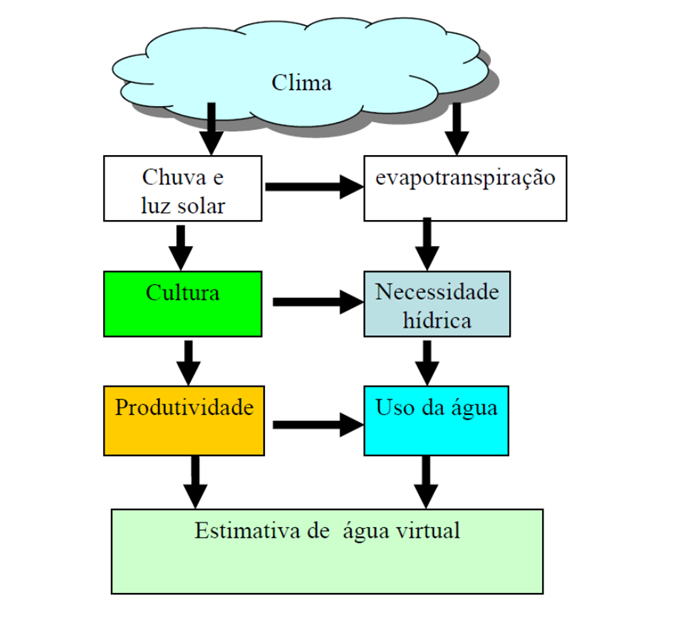 Clima
Chuva e
luz solar
evapotranspiração
Cultura
Necessidade
hídrica
Produtividade
Uso da água
Estimativa de água virtual